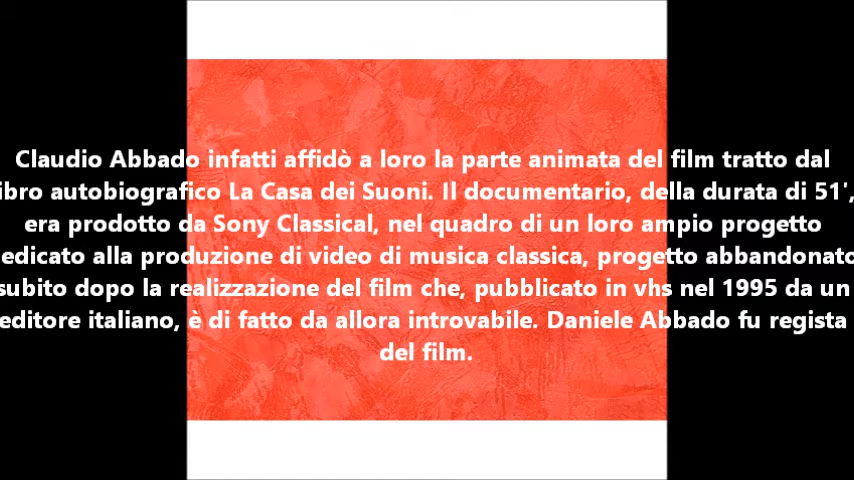 Claudio Abbado infatti affidò a loro la parte animata del film tratto dal
ibro autobiografico La Casa dei Suoni. Il documentario, della durata di 51',
era prodotto da Sony Classical, nel quadro di un loro ampio progetto
edicato alla produzione di video di musica classica, progetto abbandonato
subito dopo la realizzazione del film che, pubblicato in vhs nel 1995 da un
editore italiano, è di fatto da allora introvabile. Daniele Abbado fu regista
del film.